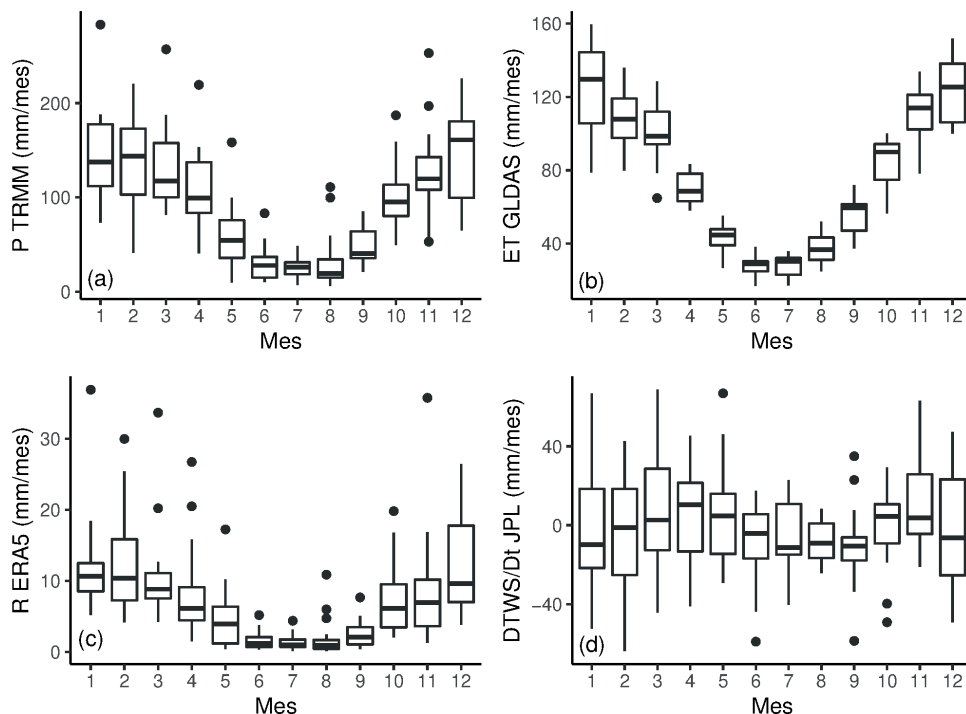 P TRMM (mm/mes)
200
100
0
(a)
1 2 3 4 5 6 7 8 9 10 11 12
Mes
ET GLDAS (mm/mes)
160
120
80
40
(b)
1 2 3 4 5 6 7 8 9 10 11 12
Mes
R ERA5 (mm/mes)
30
20
10
0
(c)
1 2 3 4 5 6 7 8 9 10 11 12
Mes
DTWS/Dt JPL (mm/mes)
40
0
−40
(d)
1 2 3 4 5 6 7 8 9 10 11 12
Mes